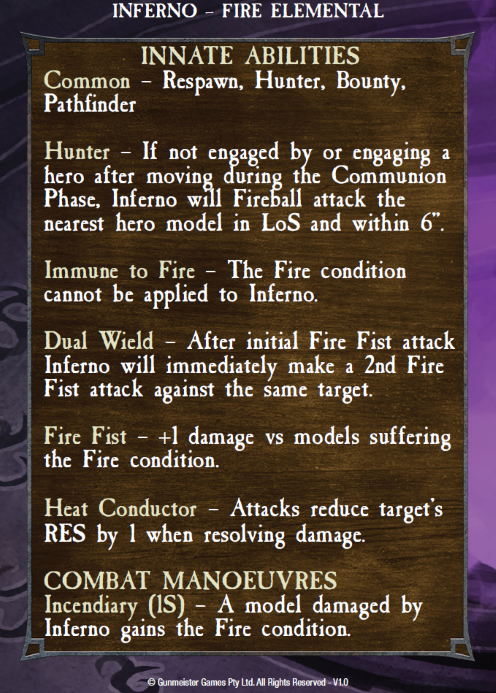 INFERNO – FIRE ELEMENTAL
INNATE ABILITIES
Common – Respawn, Hunter, Bounty,
Pathfinder
Hunter – If not engaged by or engaging a
hero after moving during the Communion
Phase, Inferno will Fireball attack the
nearest hero model in LoS and within 6”.
Immune to Fire – The Fire condition
cannot be applied to Inferno.
Dual Wield – After initial Fire Fist attack
Inferno will immediately make a 2nd Fire
Fist attack against the same target.
Fire Fist – +1 damage vs models suffering
the Fire condition.
Heat Conductor – Attacks reduce target’s
RES by 1 when resolving damage.
COMBAT MANOEUVRES
Incendiary (1S) – A model damaged by
Inferno gains the Fire condition.
© Gunmeister Games Pty Ltd. All Rights Reserved - V1.0